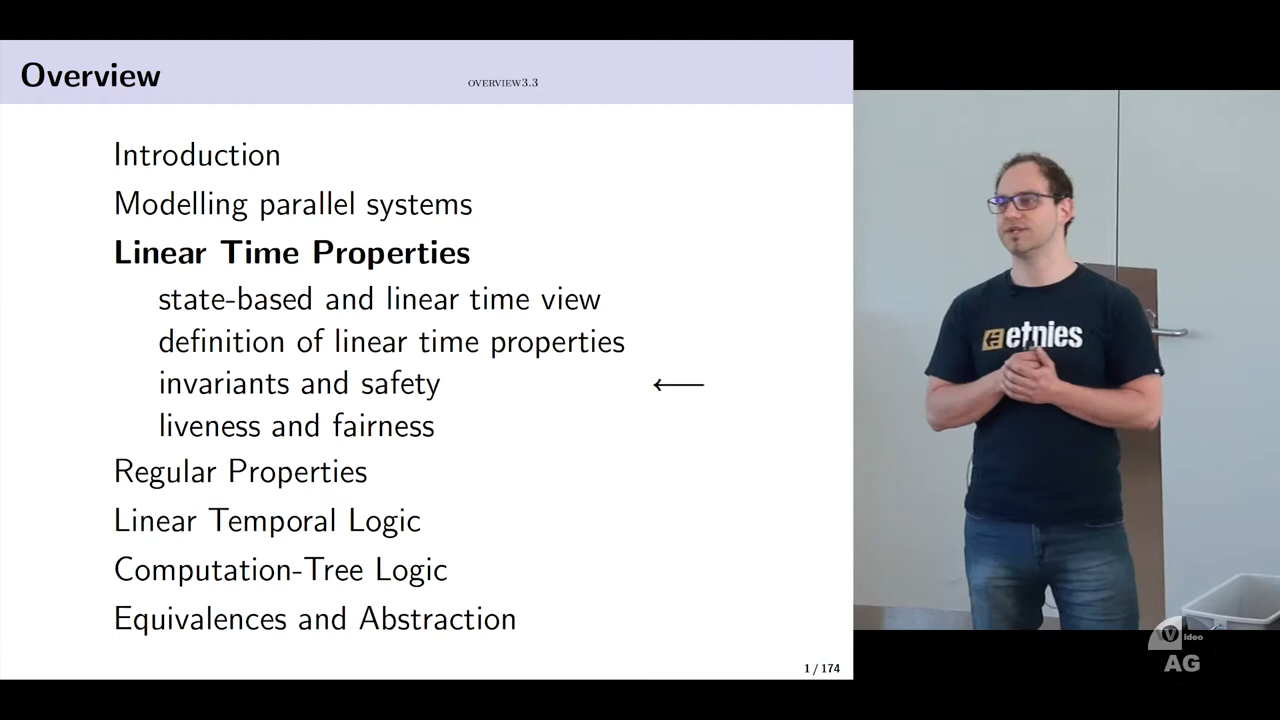 Overview
OVERVIEW3.3
Introduction
Modelling parallel systems
Linear Time Properties
state-based and linear time view
definition of linear time properties
invariants and safety ←
liveness and fairness
Regular Properties
Linear Temporal Logic
Computation-Tree Logic
Equivalences and Abstraction
1 / 174
etnies
Video
AG